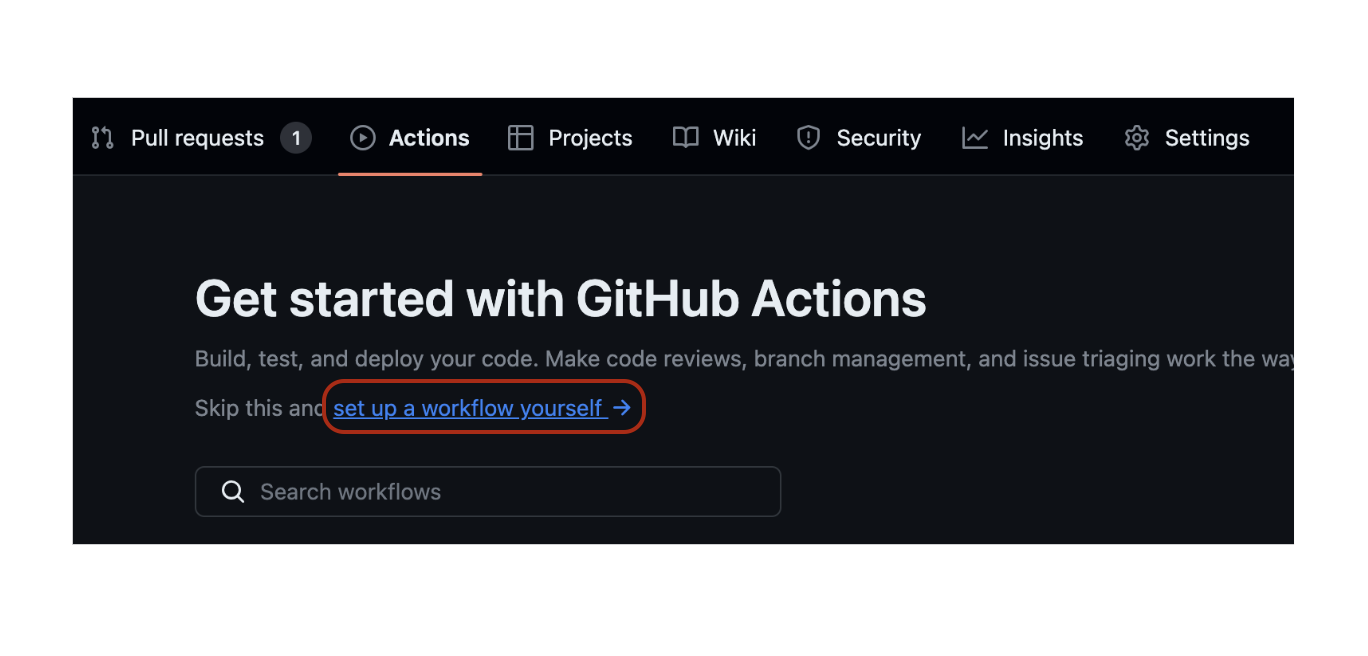 Pull requests 1 Actions Projects Wiki Security Insights Settings
Get started with GitHub Actions
Build, test, and deploy your code. Make code reviews, branch management, and issue triaging work the way
Skip this and set up a workflow yourself →
Search workflows